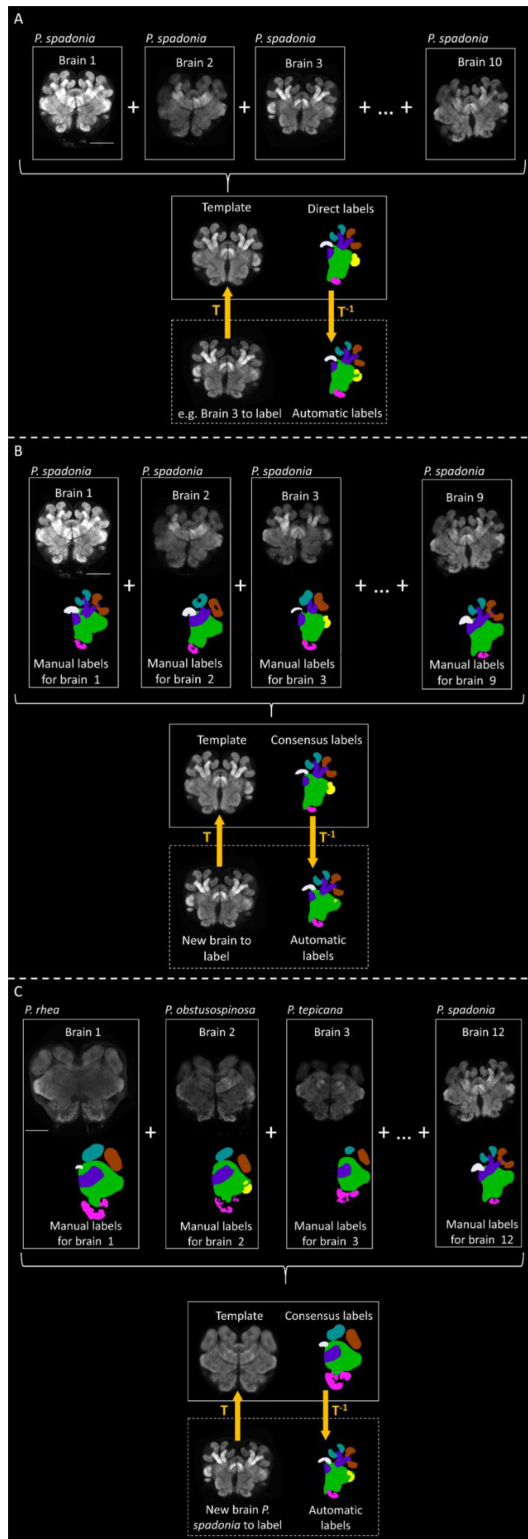 A
P. spadonia P. spadonia P. spadonia P. spadonia
Brain 1 Brain 2 Brain 3 Brain 10
+ + + ... +
Template Direct labels
T T-1
e.g. Brain 3 to label Automatic labels
B
P. spadonia P. spadonia P. spadonia P. spadonia
Brain 1 Brain 2 Brain 3 Brain 9
+ + + ... +
Manual labels Manual labels Manual labels Manual labels
for brain 1 for brain 2 for brain 3 for brain 9
Template Consensus labels
T T-1
New brain to Automatic
label labels
C
P. rhea P. obstusospinosa P. tepicana P. spadonia
Brain 1 Brain 2 Brain 3 Brain 12
+ + + ... +
Manual labels Manual labels Manual labels Manual labels
for brain 1 for brain 2 for brain 3 for brain 12
Template Consensus labels
T T-1
New brain P. Automatic
spadonia to label labels